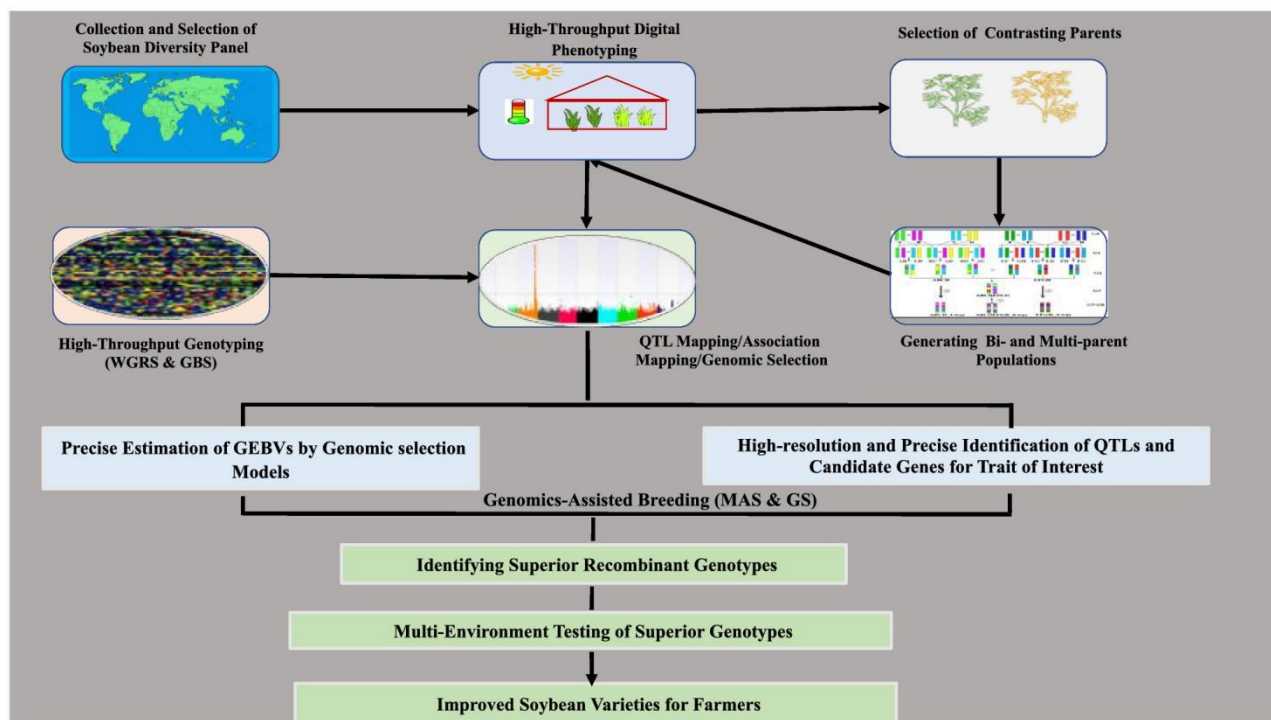 Collection and Selection of
Soybean Diversity Panel
High-Throughput Digital
Phenotyping
Selection of Contrasting Parents
High-Throughput Genotyping
(WGRS & GBS)
QTL Mapping/Association
Mapping/Genomic Selection
Generating Bi- and Multi-parent
Populations
Precise Estimation of GEBVs by Genomic selection
Models
High-resolution and Precise Identification of QTLs and
Candidate Genes for Trait of Interest
Genomics-Assisted Breeding (MAS & GS)
Identifying Superior Recombinant Genotypes
Multi-Environment Testing of Superior Genotypes
Improved Soybean Varieties for Farmers